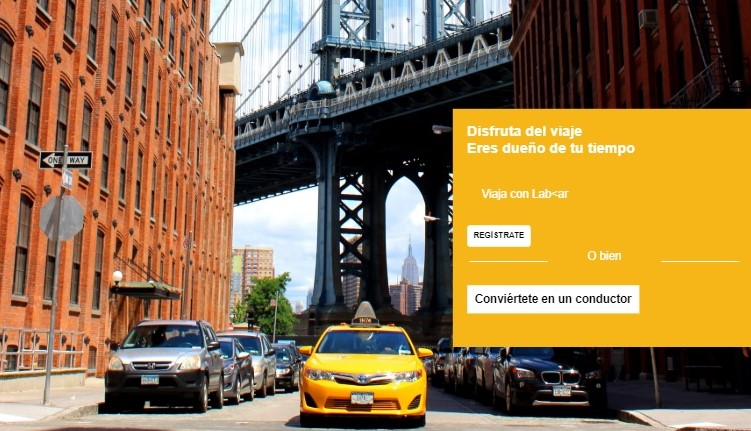 ONE WAY
Disfruta del viaje
Eres dueño de tu tiempo
Viaja con Lab<ar
REGÍSTRATE
O bien
Conviértete en un conductor